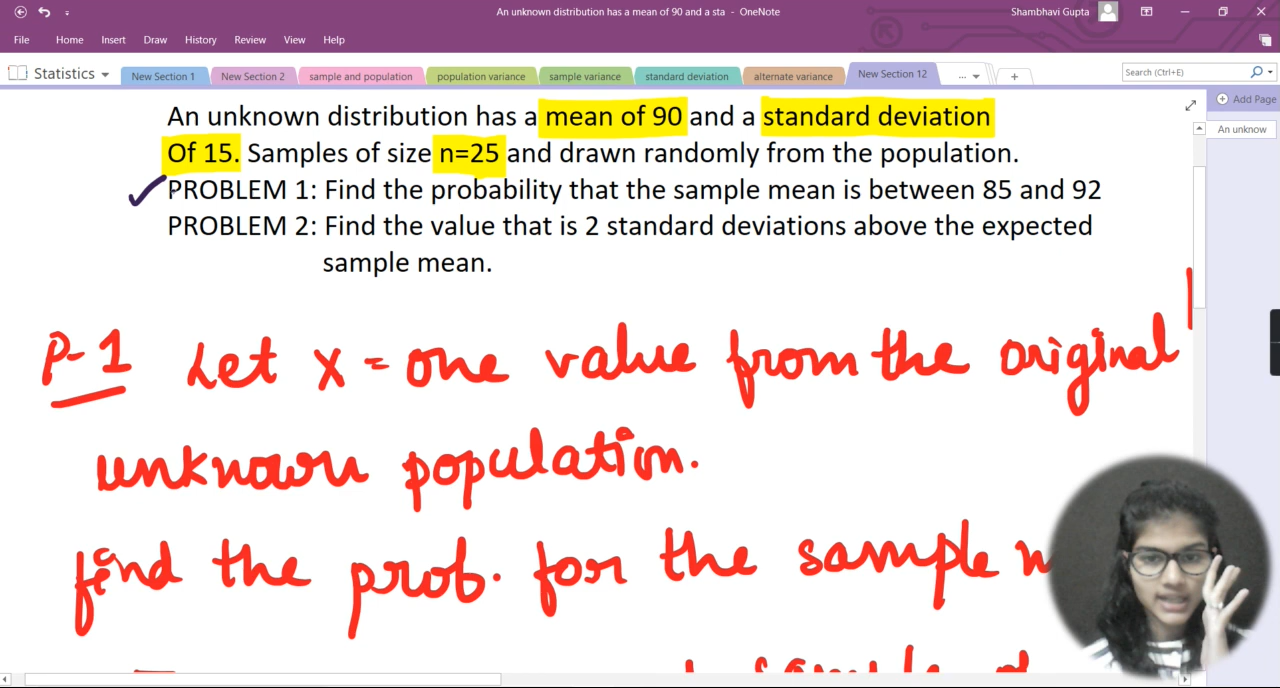 An unknown distribution has a mean of 90 and a sta - OneNote
Shambhavi Gupta
File Home Insert Draw History Review View Help
Statistics New Section 1 New Section 2 sample and population population variance sample variance standard deviation alternate variance New Section 12 ... +
Search (Ctrl+E)
Add Page
An unknow
An unknown distribution has a mean of 90 and a standard deviation
Of 15. Samples of size n=25 and drawn randomly from the population.
PROBLEM 1: Find the probability that the sample mean is between 85 and 92
PROBLEM 2: Find the value that is 2 standard deviations above the expected
sample mean.
P-1 Let x = one value from the original
unknown population.
find the prob. for the sample
sample of